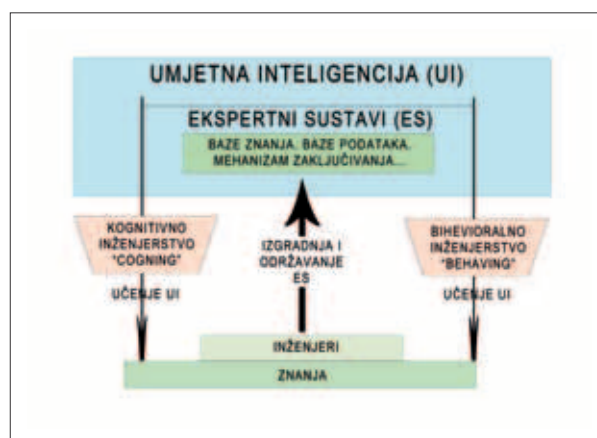 UMJETNA INTELIGENCIJA (UI)
EKSPERTNI SUSTAVI (ES)
BAZE ZNANJA, BAZE PODATAKA,
MEHANIZAM ZAKLJUČIVANJA...
KOGNITIVNO
INŽENJERSTVO
"COGNING"
UČENJE UI
IZGRADNJA I
ODRŽAVANJE
ES
BIHEVIORALNO
INŽENJERSTVO
"BEHAVING"
UČENJE UI
INŽENJERI
ZNANJA